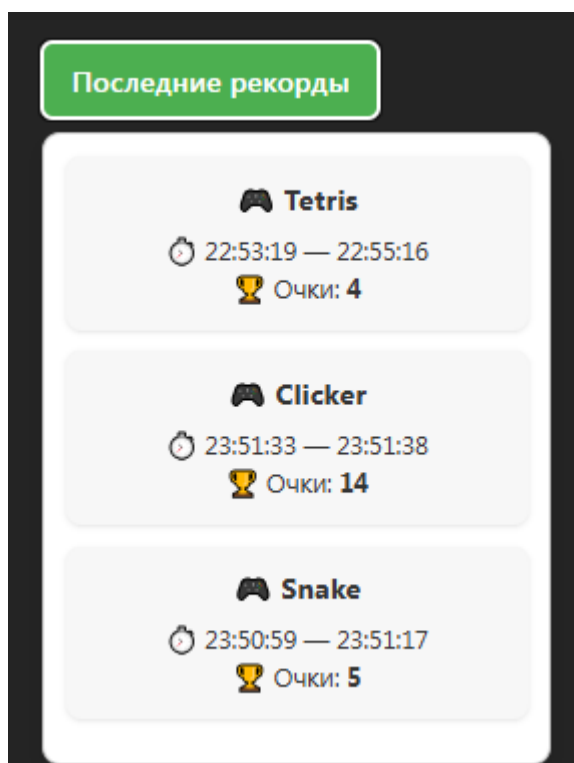 Последние рекорды
🎮 Tetris
⏱ 22:53:19 — 22:55:16
🏆 Очки: 4
🎮 Clicker
⏱ 23:51:33 — 23:51:38
🏆 Очки: 14
🎮 Snake
⏱ 23:50:59 — 23:51:17
🏆 Очки: 5